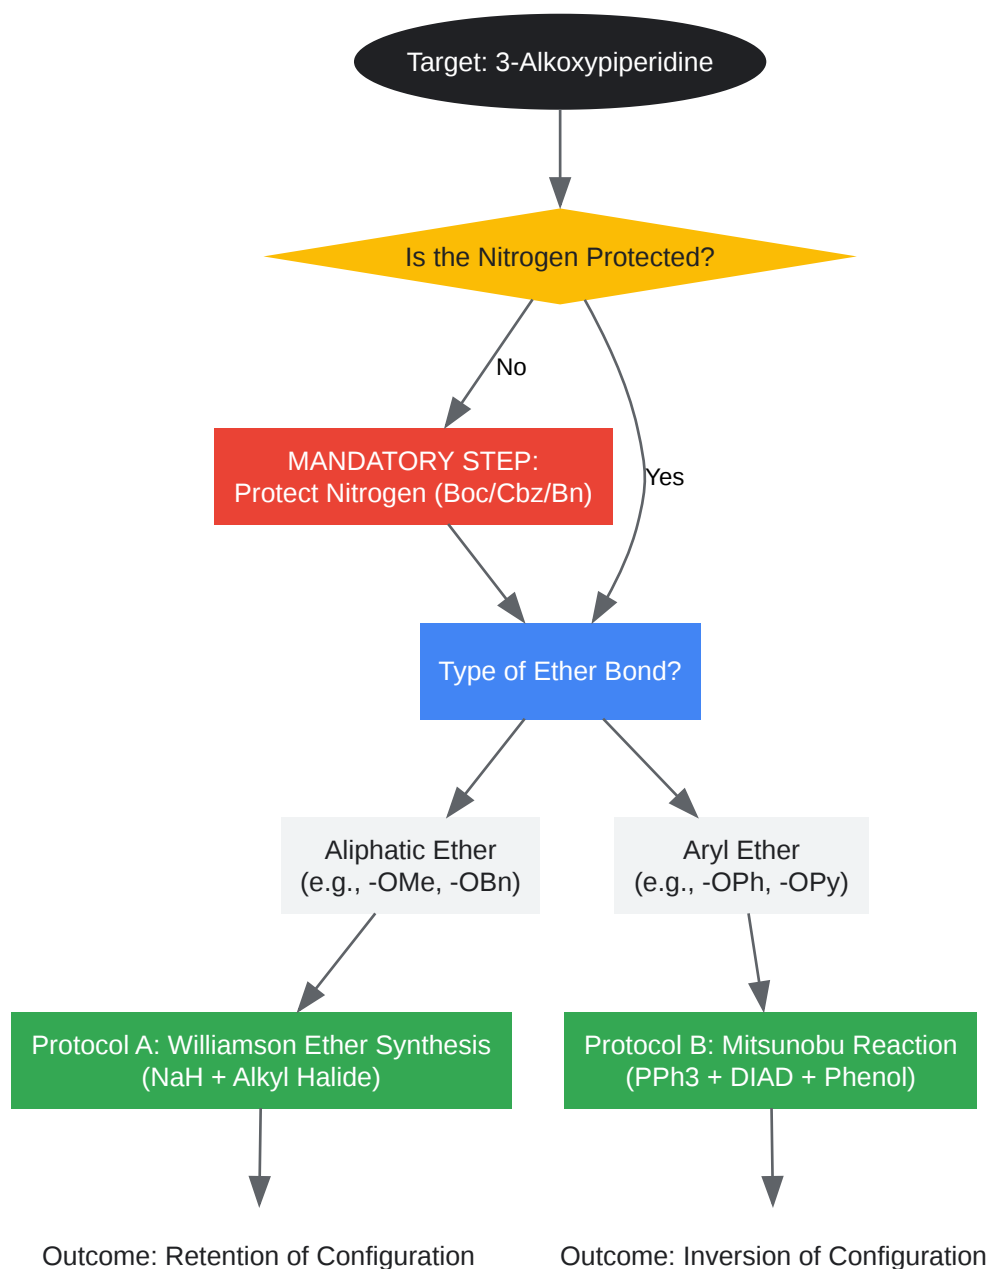 Target: 3-Alkoxypiperidine
Is the Nitrogen Protected?
No
MANDATORY STEP:
Protect Nitrogen (Boc/Cbz/Bn)
Yes
Type of Ether Bond?
Aliphatic Ether
(e.g., -OMe, -OBn)
Aryl Ether
(e.g., -OPh, -OPy)
Protocol A: Williamson Ether Synthesis
(NaH + Alkyl Halide)
Protocol B: Mitsunobu Reaction
(PPh3 + DIAD + Phenol)
Outcome: Retention of Configuration
Outcome: Inversion of Configuration